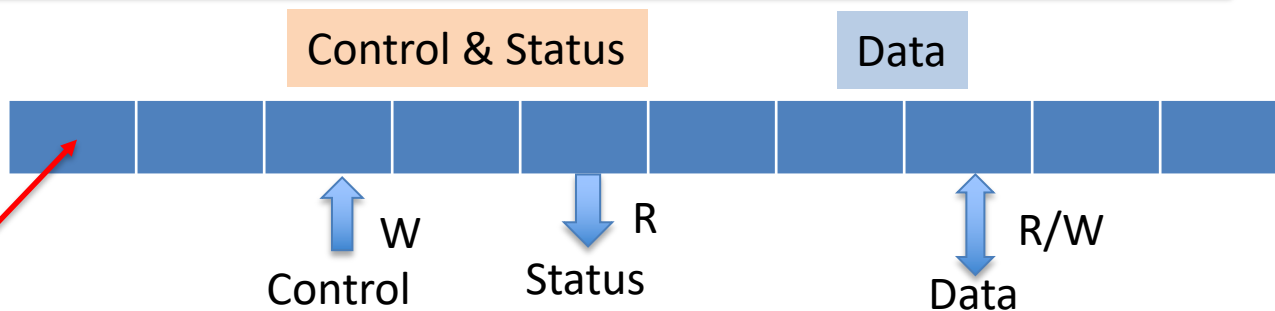 Control & Status
Data
W
R
R/W
Control
Status
Data